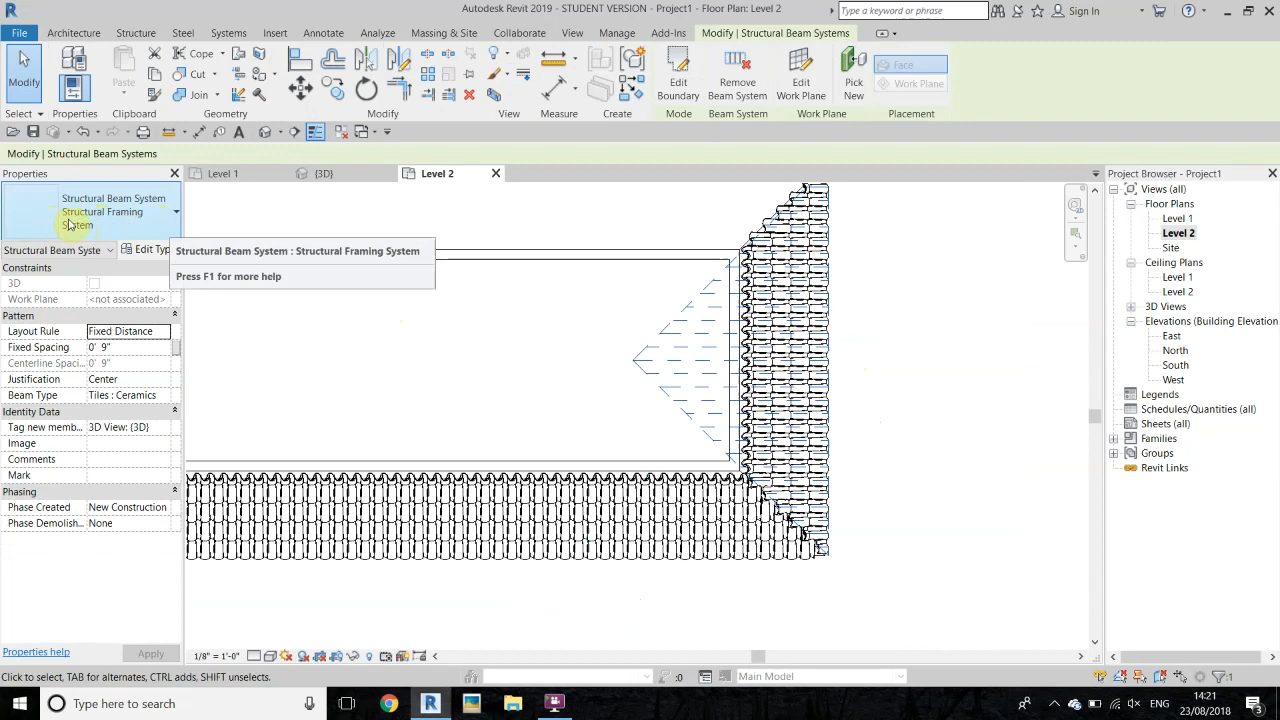 Autodesk Revit 2019 - STUDENT VERSION - Project1 - Floor Plan: Level 2
Type a keyword or phrase
Sign In
File Architecture Structure Steel Systems Insert Annotate Analyze Massing & Site Collaborate View Manage Add-Ins Modify | Structural Beam Systems
Modify
Paste
Cope
Cut
Join
Edit Boundary
Remove Beam System
Edit Work Plane
Pick New
Face
Work Plane
Select Properties Clipboard Geometry Modify View Measure Create Mode Beam System Work Plane Placement
Modify | Structural Beam Systems
Properties
Level 1
{3D}
Level 2
Project Browser - Project1
Structural Beam System
Structural Framing
System
Structural Beam Syste
Edit Typ
Structural Beam System : Structural Framing System
Press F1 for more help
Constraints
3D
Work Plane <not associated>
Pattern
Layout Rule Fixed Distance
Fixed Spacing 0' 9"
Centerline Spaci... 0' 9"
Justification Center
Beam Type Tiles : Ceramics
Identity Data
Tag new memb... 3D View: {3D}
Image
Comments
Mark
Phasing
Phase Created New Construction
Phase Demolish... None
Properties help
Apply
Views (all)
Floor Plans
Level 1
Level 2
Site
Ceiling Plans
Level 1
Level 2
3D Views
Elevations (Building Elevation
East
North
South
West
Legends
Schedules/Quantities (all)
Sheets (all)
Families
Groups
Revit Links
1/8" = 1'-0"
Click to select, TAB for alternates, CTRL adds, SHIFT unselects.
:0
Main Model
:1
Type here to search
ENG
14:21
23/08/2018
3